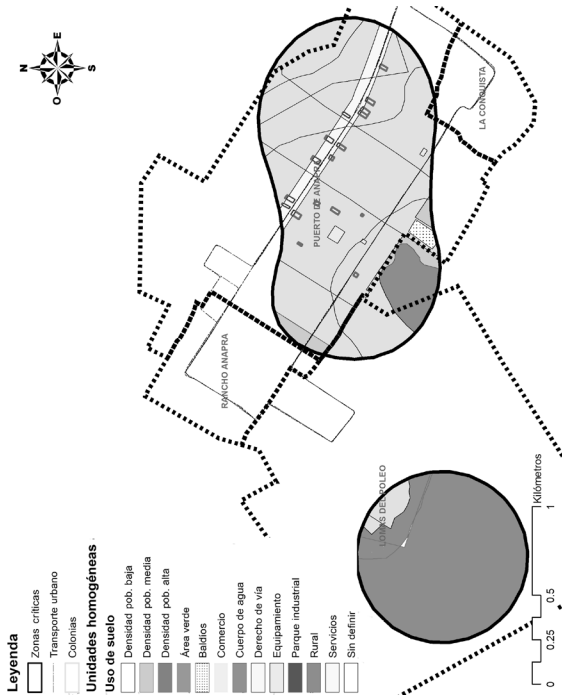 N
E
S
O
PUERTO DE ANAPRA
LA CONQUISTA
RANCHO ANAPRA
LOMAS DEL POLEO
Leyenda
Zonas críticas
Transporte urbano
Colonias
Unidades homogéneas
Uso de suelo
Densidad pob. baja
Densidad pob. media
Densidad pob. alta
Área verde
Baldíos
Comercio
Cuerpo de agua
Derecho de vía
Equipamiento
Parque industrial
Rural
Servicios
Sin definir
0 0.25 0.5 1
Kilómetros